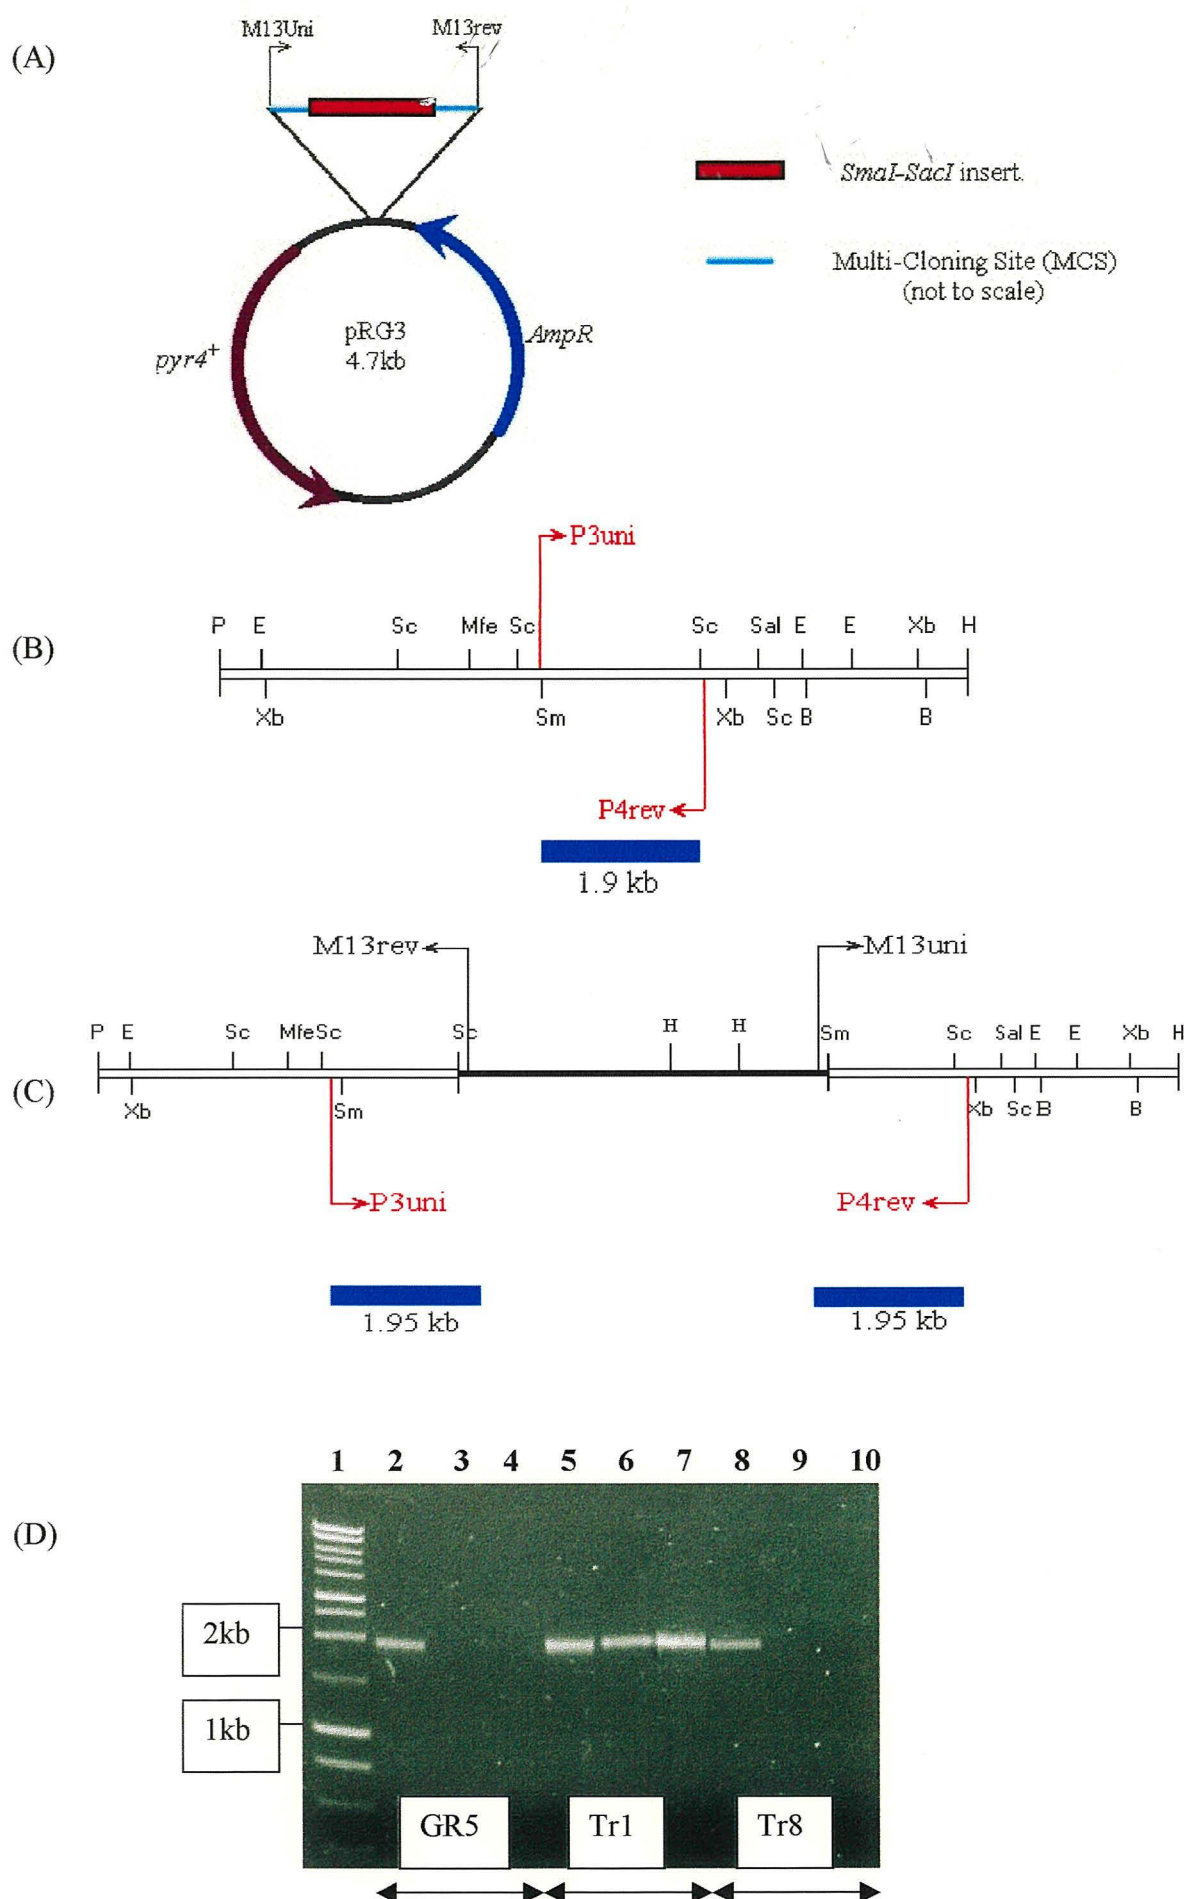 (A)
M13Uni M13rev
SmaI-SacI insert.
Multi-Cloning Site (MCS)
(not to scale)
pRG3
4.7kb
pyr4+
AmpR
P3uni
(B)
P E Sc Mfe Sc Sc Sal E E Xb H
Xb Sm Xb Sc B B
P4rev
1.9 kb
M13rev M13uni
(C)
P E Sc Mfe Sc Sc H H Sm Sc Sal E E Xb H
Xb Sm Xb Sc B B
P3uni P4rev
1.95 kb 1.95 kb
1 2 3 4 5 6 7 8 9 10
(D)
2kb
1kb
GR5 Tr1 Tr8